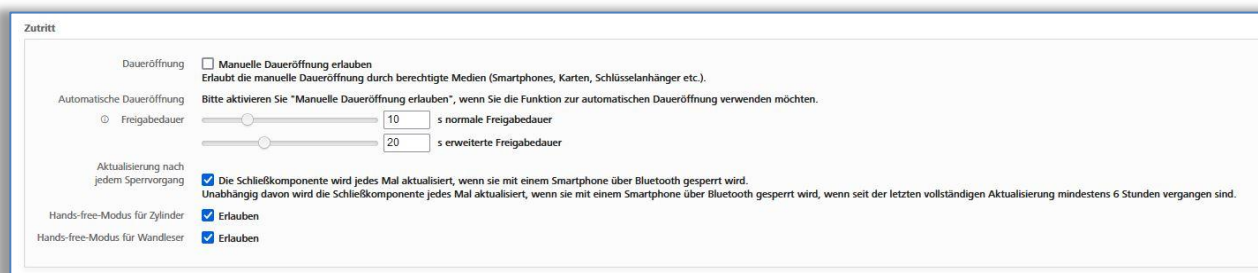 Zutritt
Daueröffnung Manuelle Daueröffnung erlauben
Erlaubt die manuelle Daueröffnung durch berechtigte Medien (Smartphones, Karten, Schlüsselanhänger etc.).
Automatische Daueröffnung Bitte aktivieren Sie "Manuelle Daueröffnung erlauben", wenn Sie die Funktion zur automatischen Daueröffnung verwenden möchten.
Freigabedauer 10 s normale Freigabedauer
20 s erweiterte Freigabedauer
Aktualisierung nach
jedem Sperrvorgang Die Schließkomponente wird jedes Mal aktualisiert, wenn sie mit einem Smartphone über Bluetooth gesperrt wird.
Unabhängig davon wird die Schließkomponente jedes Mal aktualisiert, wenn sie mit einem Smartphone über Bluetooth gesperrt wird, wenn seit der letzten vollständigen Aktualisierung mindestens 6 Stunden vergangen sind.
Hands-free-Modus für Zylinder Erlauben
Hands-free-Modus für Wandleser Erlauben